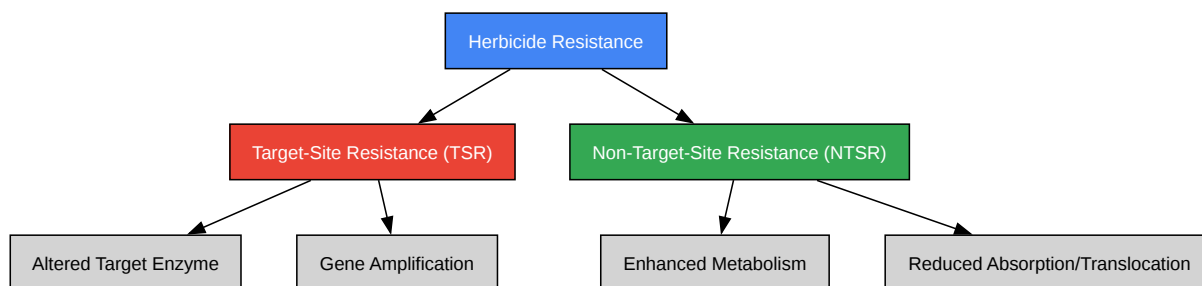 Herbicide Resistance
Target-Site Resistance (TSR)
Non-Target-Site Resistance (NTSR)
Altered Target Enzyme
Gene Amplification
Enhanced Metabolism
Reduced Absorption/Translocation